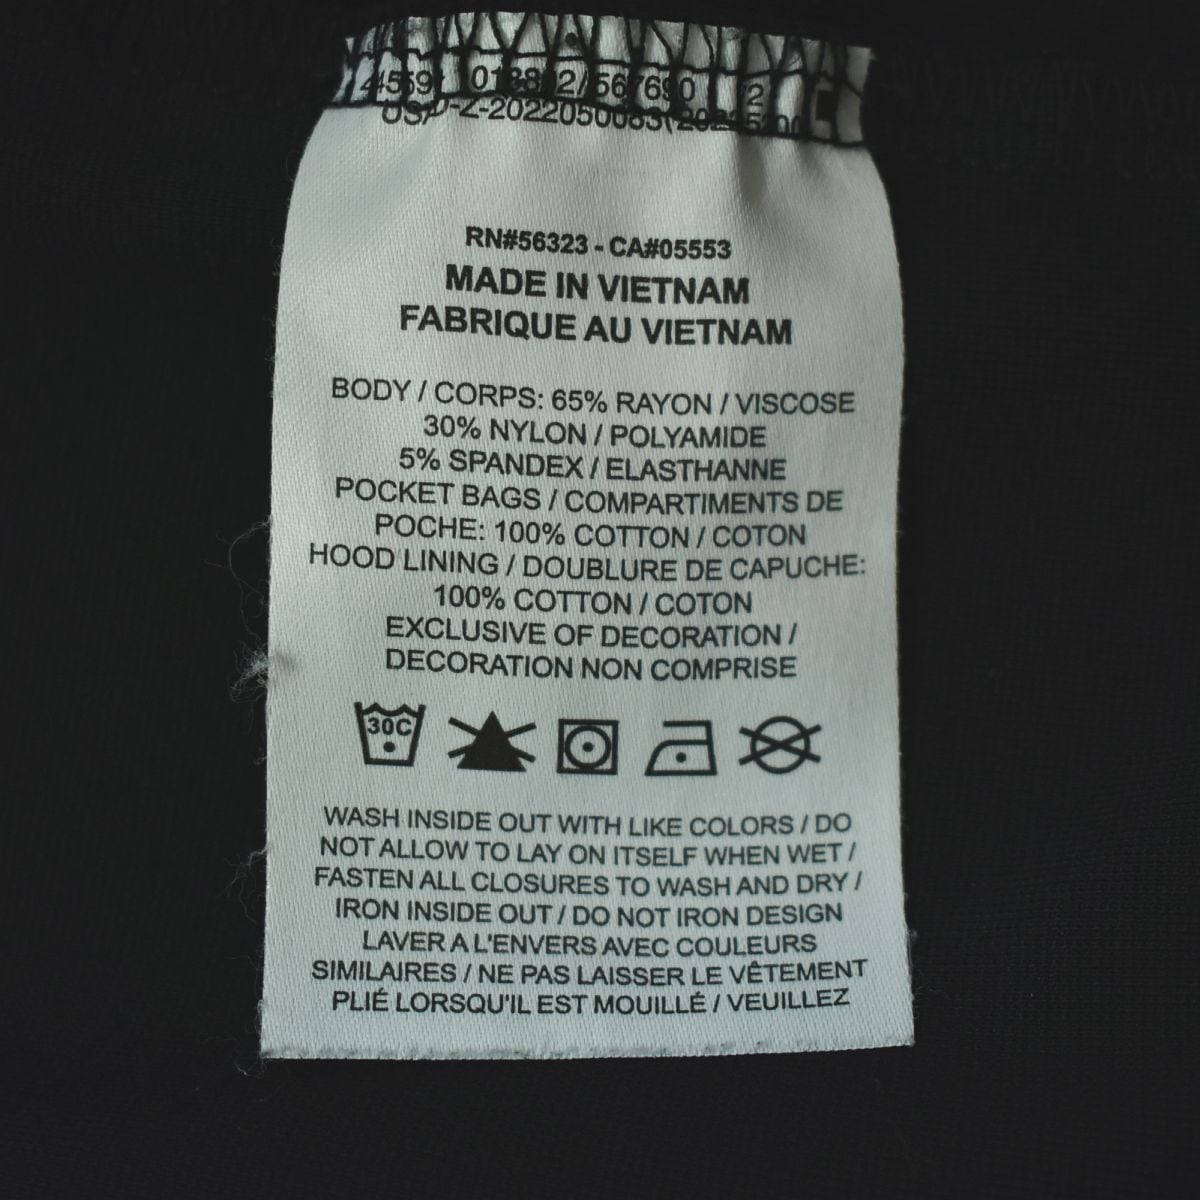 RN#56323 - CA#05553
MADE IN VIETNAM
FABRIQUE AU VIETNAM
BODY / CORPS: 65% RAYON / VISCOSE
30% NYLON / POLYAMIDE
5% SPANDEX / ELASTHANNE
POCKET BAGS / COMPARTIMENTS DE
POCHE: 100% COTTON / COTON
HOOD LINING / DOUBLURE DE CAPUCHE:
100% COTTON / COTON
EXCLUSIVE OF DECORATION /
DECORATION NON COMPRISE
30C
WASH INSIDE OUT WITH LIKE COLORS / DO
NOT ALLOW TO LAY ON ITSELF WHEN WET /
FASTEN ALL CLOSURES TO WASH AND DRY /
IRON INSIDE OUT / DO NOT IRON DESIGN
LAVER A L'ENVERS AVEC COULEURS
SIMILAIRES / NE PAS LAISSER LE VÊTEMENT
PLIÉ LORSQU'IL EST MOUILLÉ / VEUILLEZ